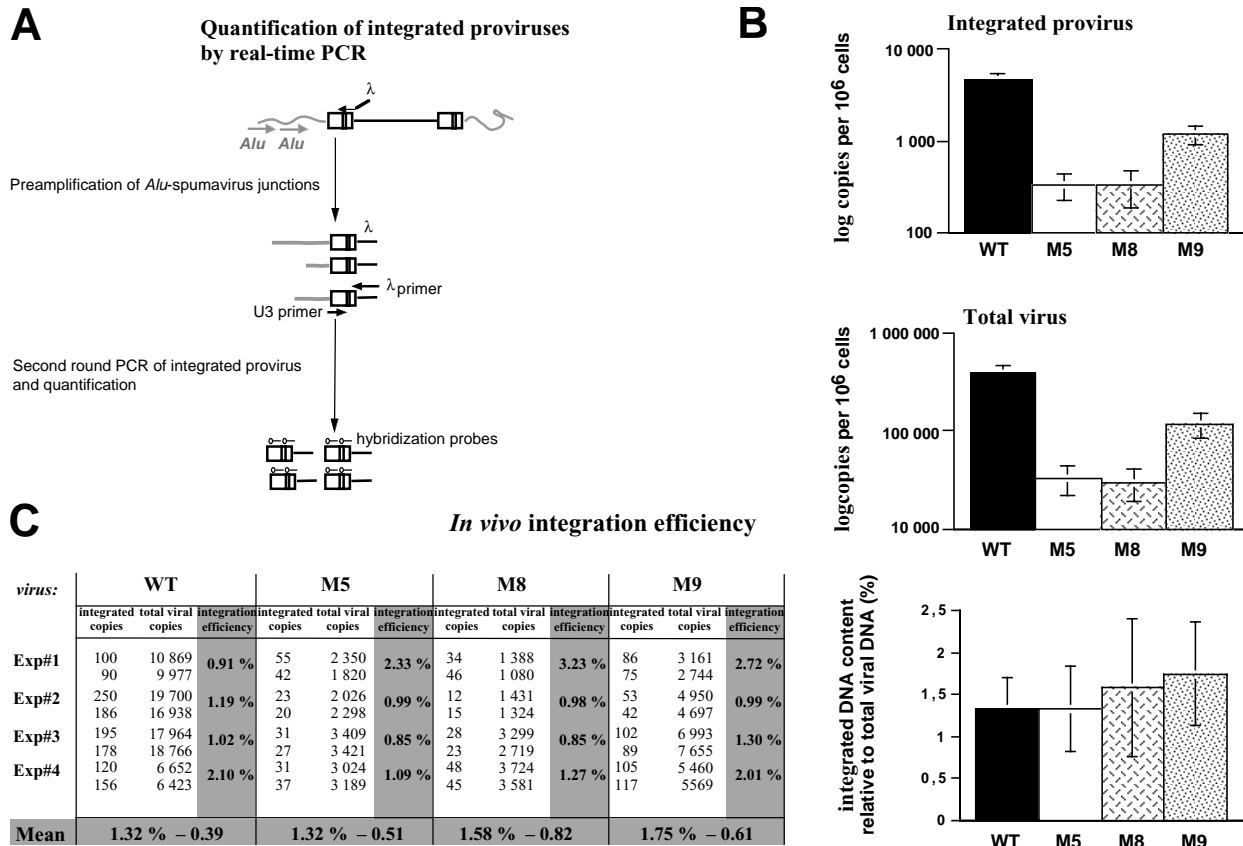 A
Quantification of integrated proviruses
by real-time PCR
λ
Alu Alu
Preamplification of Alu-spumavirus junctions
λ
λ primer
U3 primer
Second round PCR of integrated provirus
and quantification
hybridization probes
B
Integrated provirus
log copies per 10⁶ cells
10 000
1 000
100
WT M5 M8 M9
Total virus
logcopies per 10⁶ cells
1 000 000
100 000
10 000
WT M5 M8 M9
integrated DNA content
relative to total viral DNA (%)
2,5
2
1,5
1
0,5
0
WT M5 M8 M9
C
In vivo integration efficiency
virus: WT M5 M8 M9
integrated total viral integration integrated total viral integration integrated total viral integration integrated total viral integration
copies copies efficiency copies copies efficiency copies copies efficiency copies copies efficiency
Exp#1 100 10 869 0.91 % 55 2 350 2.33 % 34 1 388 3.23 % 86 3 161 2.72 %
90 9 977 42 1 820 46 1 080 75 2 744
Exp#2 250 19 700 1.19 % 23 2 026 0.99 % 12 1 431 0.98 % 53 4 950 0.99 %
186 16 938 20 2 298 15 1 324 42 4 697
Exp#3 195 17 964 1.02 % 31 3 409 0.85 % 28 3 299 0.85 % 102 6 993 1.30 %
178 18 766 27 3 421 23 2 719 89 7 655
Exp#4 120 6 652 2.10 % 31 3 024 1.09 % 48 3 724 1.27 % 105 5 460 2.01 %
156 6 423 37 3 189 45 3 581 117 5569
Mean 1.32 % – 0.39 1.32 % – 0.51 1.58 % – 0.82 1.75 % – 0.61